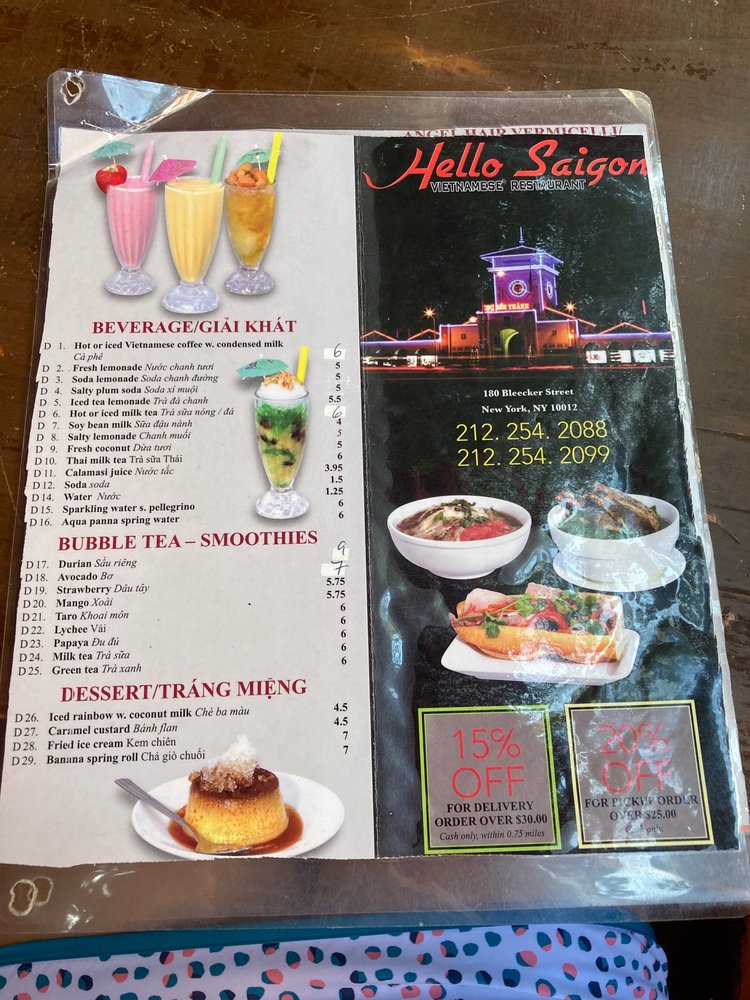 BEVERAGE/GIẢI KHÁT
D 1. Hot or iced Vietnamese coffee w. condensed milk 6
Cà phê
D 2. Fresh lemonade Nước chanh tươi 5
D 3. Soda lemonade Soda chanh đường 5
D 4. Salty plum soda Soda xí muội 5
D 5. Iced tea lemonade Trà đá chanh 5.5
D 6. Hot or iced milk tea Trà sữa nóng / đá 6
D 7. Soy bean milk Sữa đậu nành 4
D 8. Salty lemonade Chanh muối 5
D 9. Fresh coconut Dừa tươi 5
D 10. Thai milk tea Trà sữa Thái 6
D 11. Calamasi juice Nước tắc 3.95
D 12. Soda soda 1.5
D 14. Water Nước 1.25
D 15. Sparkling water s. pellegrino 6
D 16. Aqua panna spring water 6
BUBBLE TEA – SMOOTHIES
D 17. Durian Sầu riêng 9
D 18. Avocado Bơ 7
D 19. Strawberry Dâu tây 5.75
D 20. Mango Xoài 5.75
D 21. Taro Khoai môn 6
D 22. Lychee Vải 6
D 23. Papaya Đu đủ 6
D 24. Milk tea Trà sữa 6
D 25. Green tea Trà xanh 6
DESSERT/TRÁNG MIỆNG
D 26. Iced rainbow w. coconut milk Chè ba màu 4.5
D 27. Caramel custard Bánh flan 4.5
D 28. Fried ice cream Kem chiên 7
D 29. Banana spring roll Chả giò chuối 7
ANGEL HAIR VERMICELLI/
Hello Saigon
VIETNAMESE RESTAURANT
180 Bleecker Street
New York, NY 10012
212. 254. 2088
212. 254. 2099
15%
OFF
FOR DELIVERY
ORDER OVER $30.00
Cash only, within 0.75 miles
20%
OFF
FOR PICKUP ORDER
OVER $25.00
Cash only